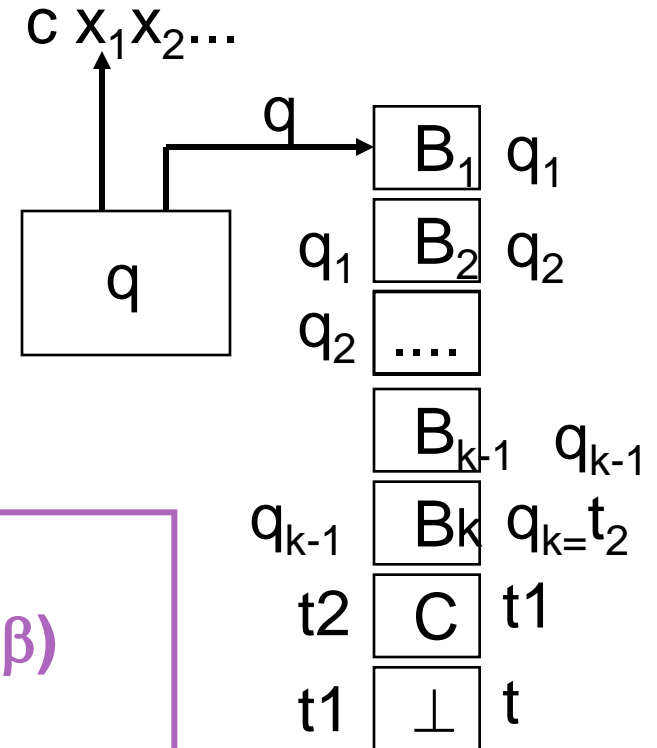 c x₁x₂...
q
B₁ q₁
q
q₁ B₂ q₂
q₂ ....
Bₖ₋₁ qₖ₋₁
qₖ₋₁ Bk qₖ₌t₂
β)
t2 C t1
t1 ⊥ t